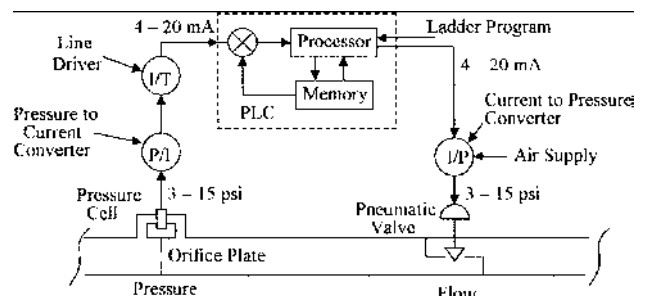 4 – 20 mA
Ladder Program
Line
Driver
Processor
I/T
4 – 20 mA
Memory
PLC
Pressure to
Current
Converter
Current to Pressure
Converter
P/I
I/P
Air Supply
3 – 15 psi
3 – 15 psi
Pressure
Cell
Pneumatic
Valve
Orifice Plate
Pressure
Flow